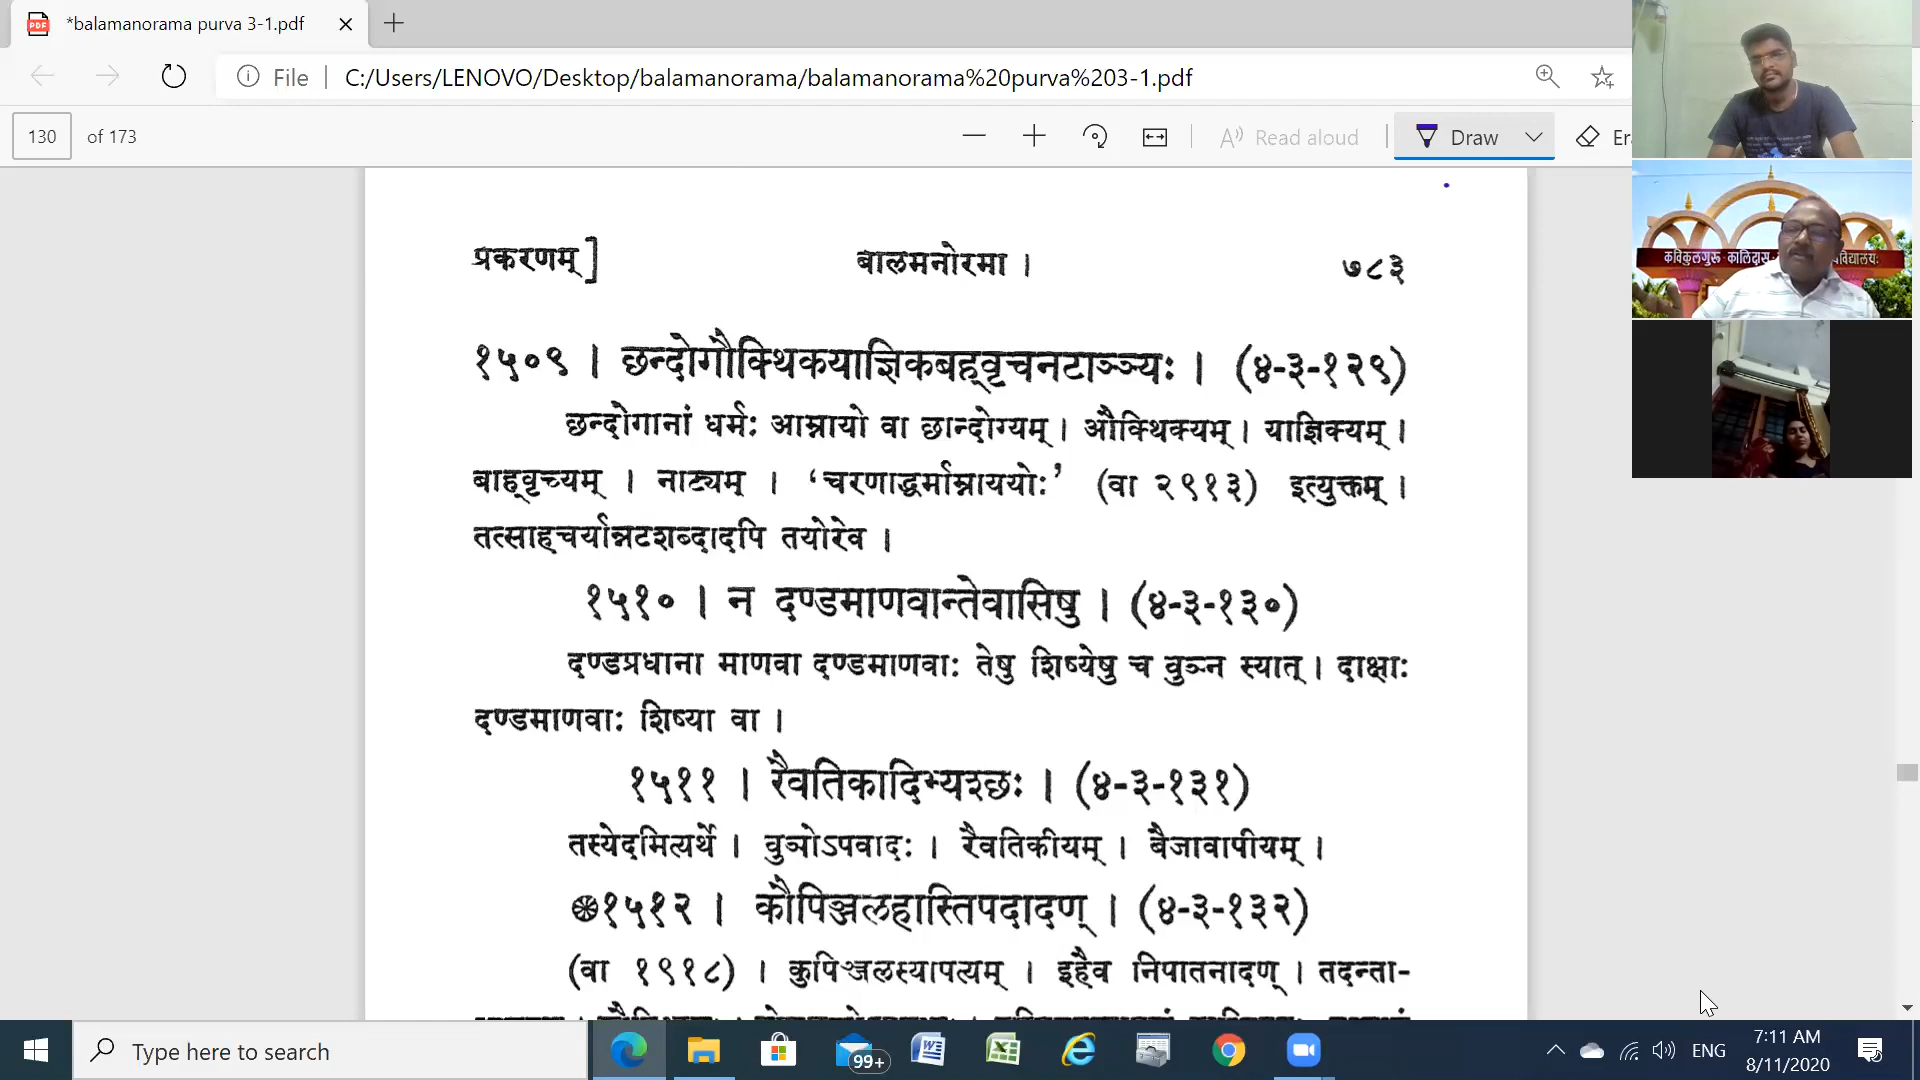 *balamanorama purva 3-1.pdf
File
C:/Users/LENOVO/Desktop/balamanorama/balamanorama%20purva%203-1.pdf
130 of 173
Read aloud
Draw
प्रकरणम्] बालमनोरमा । ७८३
१५०९ । छन्दोगौक्थिकयाज्ञिकबह्वृचनटाञ्ञ्यः । (४-३-१२९)
छन्दोगानां धर्मः आम्नायो वा छान्दोग्यम् । औक्थिक्यम् । याज्ञिक्यम् ।
बाह्वृच्यम् । नाट्यम् । ‘चरणाद्धर्माम्नाययोः’ (वा २९१३) इत्युक्तम् ।
तत्साहचर्यान्नटशब्दादपि तयोरेव ।
१५१० । न दण्डमाणवान्तेवासिषु । (४-३-१३०)
दण्डप्रधाना माणवा दण्डमाणवाः तेषु शिष्येषु च वुञ्न स्यात् । दाक्षाः
दण्डमाणवाः शिष्या वा ।
१५११ । रैवतिकादिभ्यश्छः । (४-३-१३१)
तस्येदमित्यर्थे । वुञोऽपवादः । रैवतिकीयम् । बैजावापीयम् ।
१५१२ । कौपिञ्जलहास्तिपदादण् । (४-३-१३२)
(वा १९१८) । कुपिञ्जलस्यापत्यम् । इहैव निपातनादण् । तदन्ता-
कविकुलगुरु कालिदास
Type here to search
99+
ENG
7:11 AM
8/11/2020